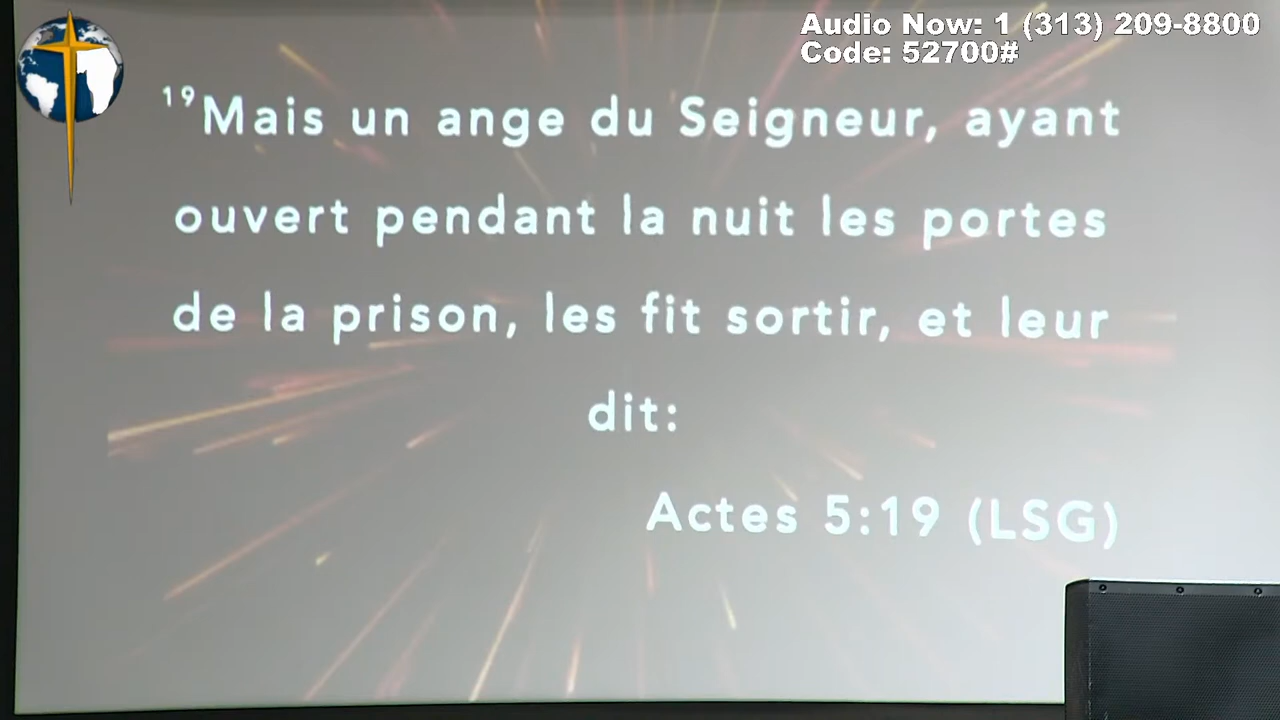 Audio Now: 1 (313) 209-8800
Code: 52700#
¹⁹Mais un ange du Seigneur, ayant
ouvert pendant la nuit les portes
de la prison, les fit sortir, et leur
dit:
Actes 5:19 (LSG)